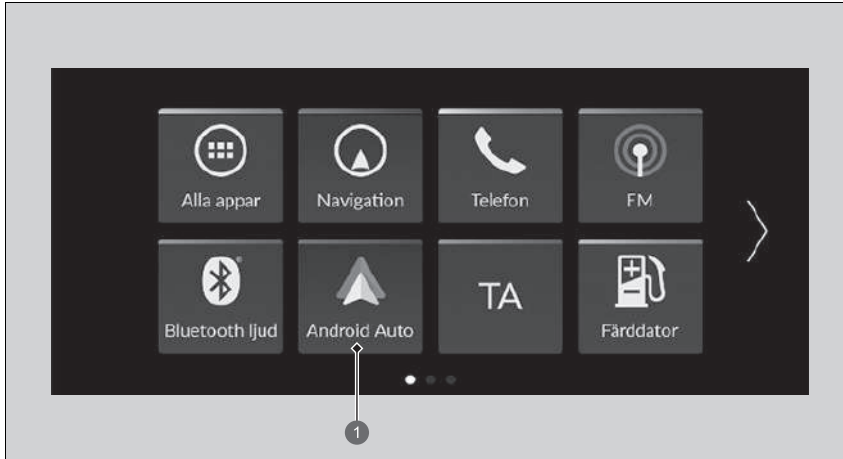 Alla appar
Navigation
Telefon
FM
Bluetooth ljud
Android Auto
TA
Färddator
1